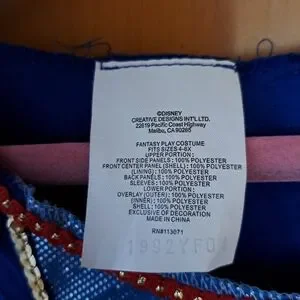 ©DISNEY
CREATIVE DESIGNS INT'L LTD.
22619 Pacific Coast Highway
Malibu, CA 90265
FANTASY PLAY COSTUME
FITS SIZES 4-6X
UPPER PORTION:
FRONT SIDE PANELS: 100% POLYESTER
FRONT CENTER PANEL (SHELL): 100% POLYESTER
(LINING): 100% POLYESTER
BACK PANELS: 100% POLYESTER
SLEEVES: 100% POLYESTER
LOWER PORTION:
OVERLAY (OUTER): 100% POLYESTER
(INNER): 100% POLYESTER
SHELL: 100% POLYESTER
EXCLUSIVE OF DECORATION
MADE IN CHINA
RN#113071
1992YF01